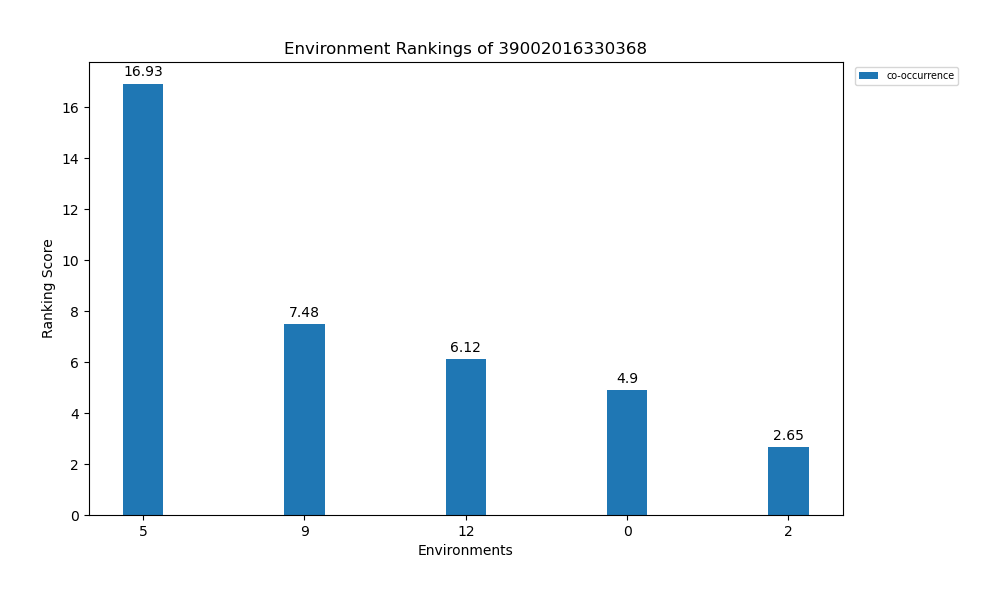 Environment Rankings of 39002016330368
co-occurrence
16.93
7.48
6.12
4.9
2.65
Ranking Score
16
14
12
10
8
6
4
2
0
5 9 12 0 2
Environments